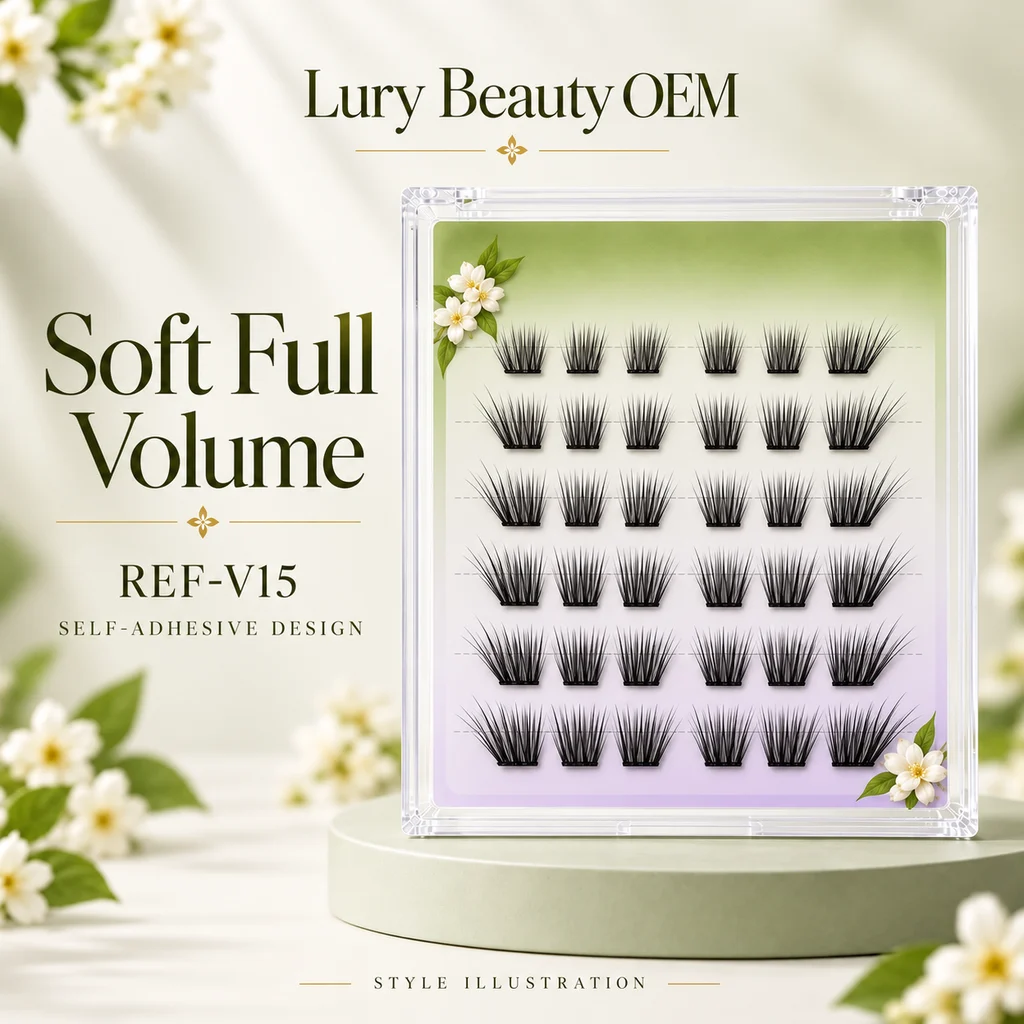 Lury Beauty OEM
Soft Full
Volume
REF-V15
SELF-ADHESIVE DESIGN
STYLE ILLUSTRATION